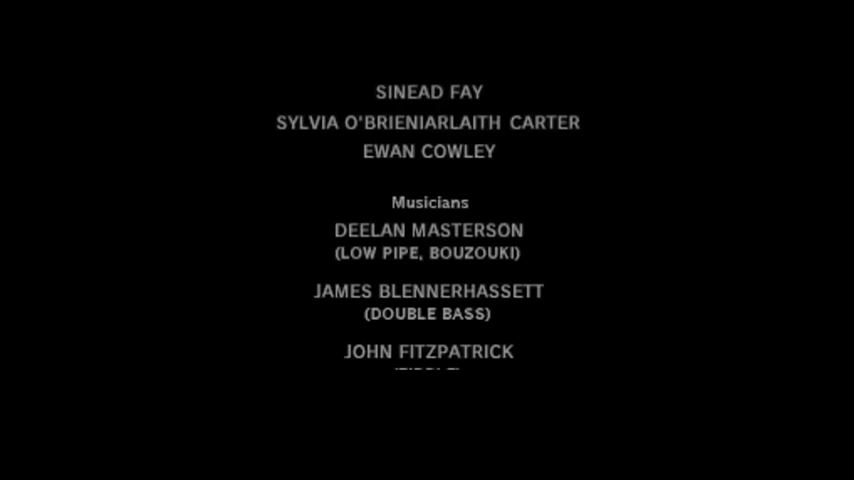 SINEAD FAY
SYLVIA O'BRIENIARLAITH CARTER
EWAN COWLEY
Musicians
DEELAN MASTERSON
(LOW PIPE, BOUZOUKI)
JAMES BLENNERHASSETT
(DOUBLE BASS)
JOHN FITZPATRICK